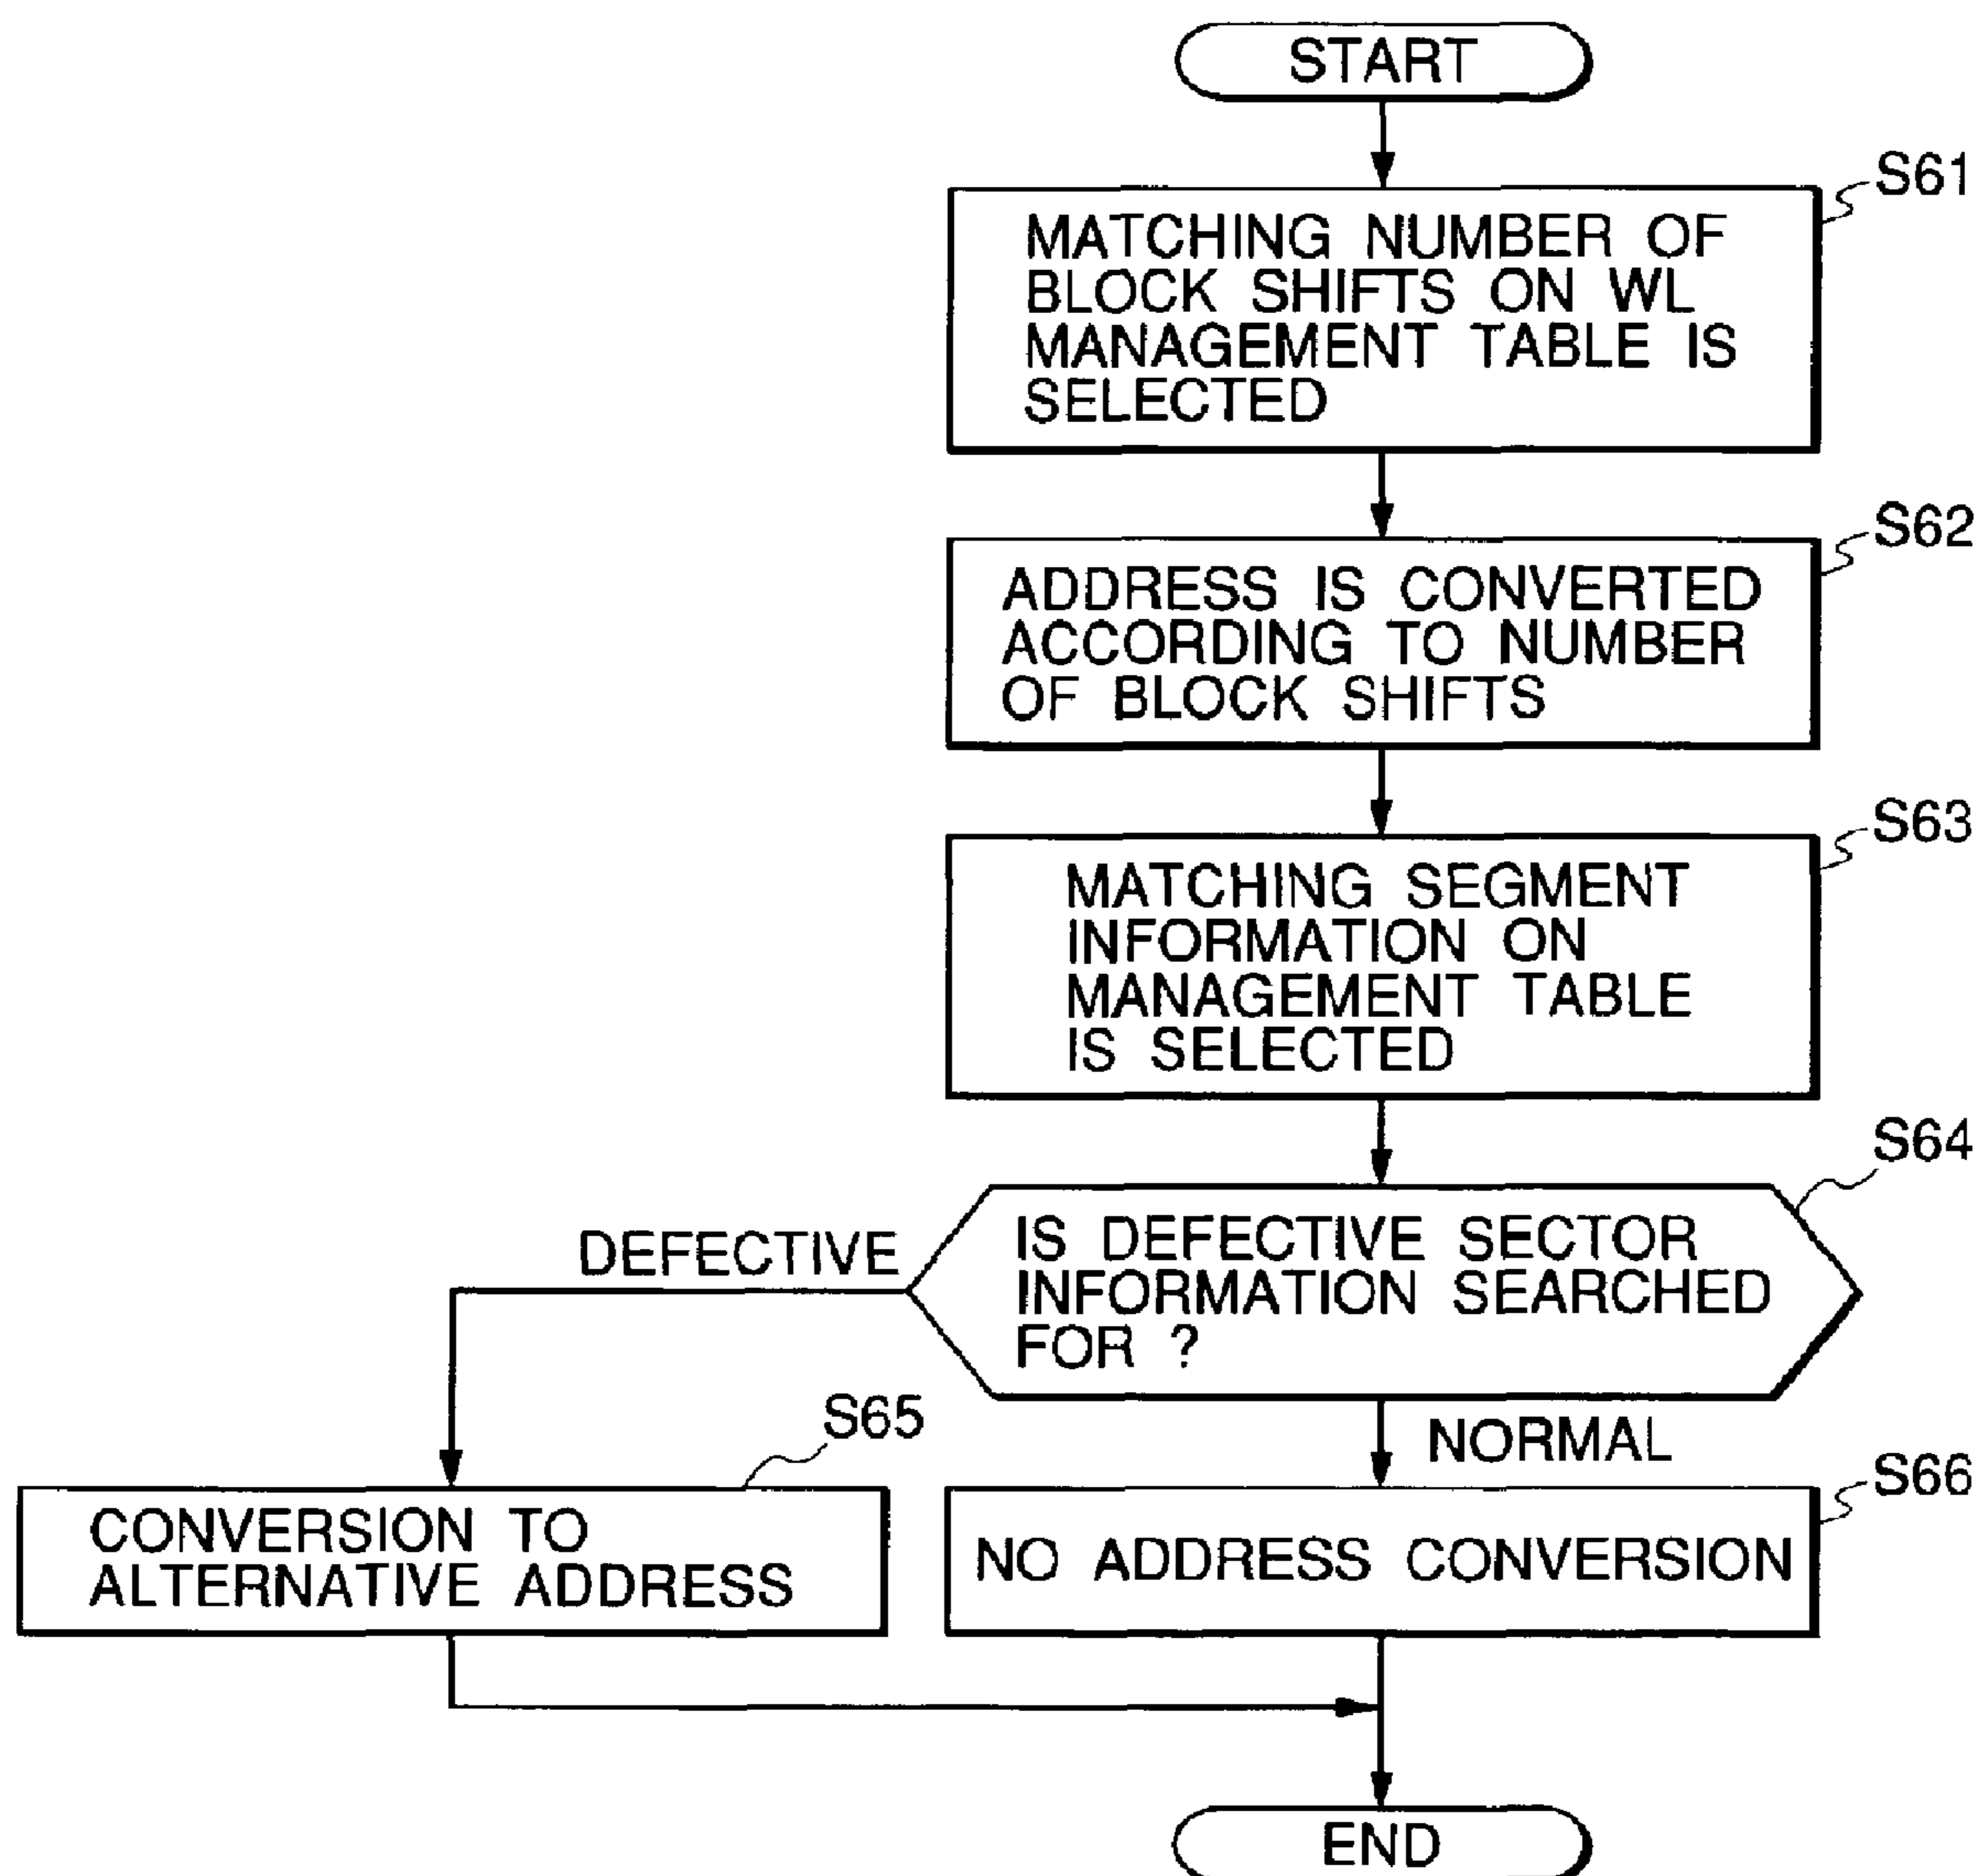 START
S61
MATCHING NUMBER OF
BLOCK SHIFTS ON WL
MANAGEMENT TABLE IS
SELECTED
S62
ADDRESS IS CONVERTED
ACCORDING TO NUMBER
OF BLOCK SHIFTS
S63
MATCHING SEGMENT
INFORMATION ON
MANAGEMENT TABLE
IS SELECTED
S64
IS DEFECTIVE SECTOR
INFORMATION SEARCHED
FOR ?
DEFECTIVE
NORMAL
S65
CONVERSION TO
ALTERNATIVE ADDRESS
S66
NO ADDRESS CONVERSION
END